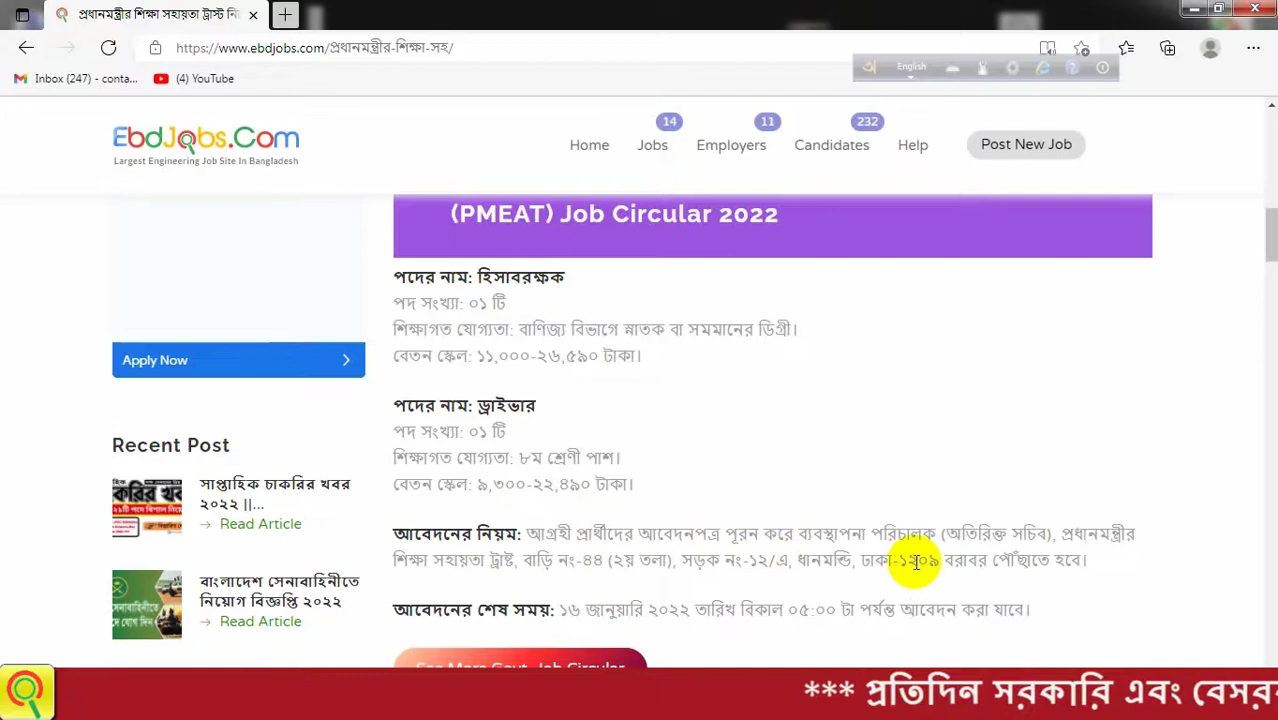 প্রধানমন্ত্রীর শিক্ষা সহায়তা ট্রাস্ট নি
https://www.ebdjobs.com/প্রধানমন্ত্রীর-শিক্ষা-সহ/
English
Inbox (247) - conta...
(4) YouTube
EbdJobs.Com
Largest Engineering Job Site In Bangladesh
Home
Jobs
14
Employers
11
Candidates
232
Help
Post New Job
(PMEAT) Job Circular 2022
পদের নাম: হিসাবরক্ষক
পদ সংখ্যা: ০১ টি
শিক্ষাগত যোগ্যতা: বাণিজ্য বিভাগে স্নাতক বা সমমানের ডিগ্রী।
বেতন স্কেল: ১১,০০০-২৬,৫৯০ টাকা।
Apply Now
পদের নাম: ড্রাইভার
পদ সংখ্যা: ০১ টি
শিক্ষাগত যোগ্যতা: ৮ম শ্রেণী পাশ।
বেতন স্কেল: ৯,৩০০-২২,৪৯০ টাকা।
Recent Post
সাপ্তাহিক চাকরির খবর
২০২২ ||...
→ Read Article
বাংলাদেশ সেনাবাহিনীতে
নিয়োগ বিজ্ঞপ্তি ২০২২
→ Read Article
আবেদনের নিয়ম: আগ্রহী প্রার্থীদের আবেদনপত্র পূরন করে ব্যবস্থাপনা পরিচালক (অতিরিক্ত সচিব), প্রধানমন্ত্রীর
শিক্ষা সহায়তা ট্রাষ্ট, বাড়ি নং-৪৪ (২য় তলা), সড়ক নং-১২/এ, ধানমন্ডি, ঢাকা-১২০৯ বরাবর পৌঁছাতে হবে।
আবেদনের শেষ সময়: ১৬ জানুয়ারি ২০২২ তারিখ বিকাল ০৫:০০ টা পর্যন্ত আবেদন করা যাবে।
See More Govt. Job Circular
*** প্রতিদিন সরকারি এবং বেসর